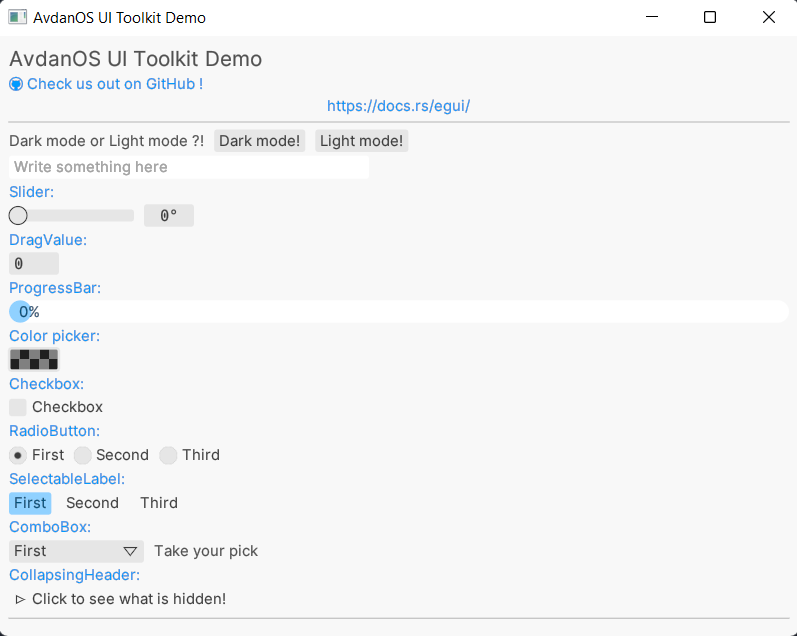 AvdanOS UI Toolkit Demo
AvdanOS UI Toolkit Demo
Check us out on GitHub !
https://docs.rs/egui/
Dark mode or Light mode ?! Dark mode! Light mode!
Write something here
Slider:
0°
DragValue:
0
ProgressBar:
0%
Color picker:
Checkbox:
Checkbox
RadioButton:
First Second Third
SelectableLabel:
First Second Third
ComboBox:
First Take your pick
CollapsingHeader:
Click to see what is hidden!